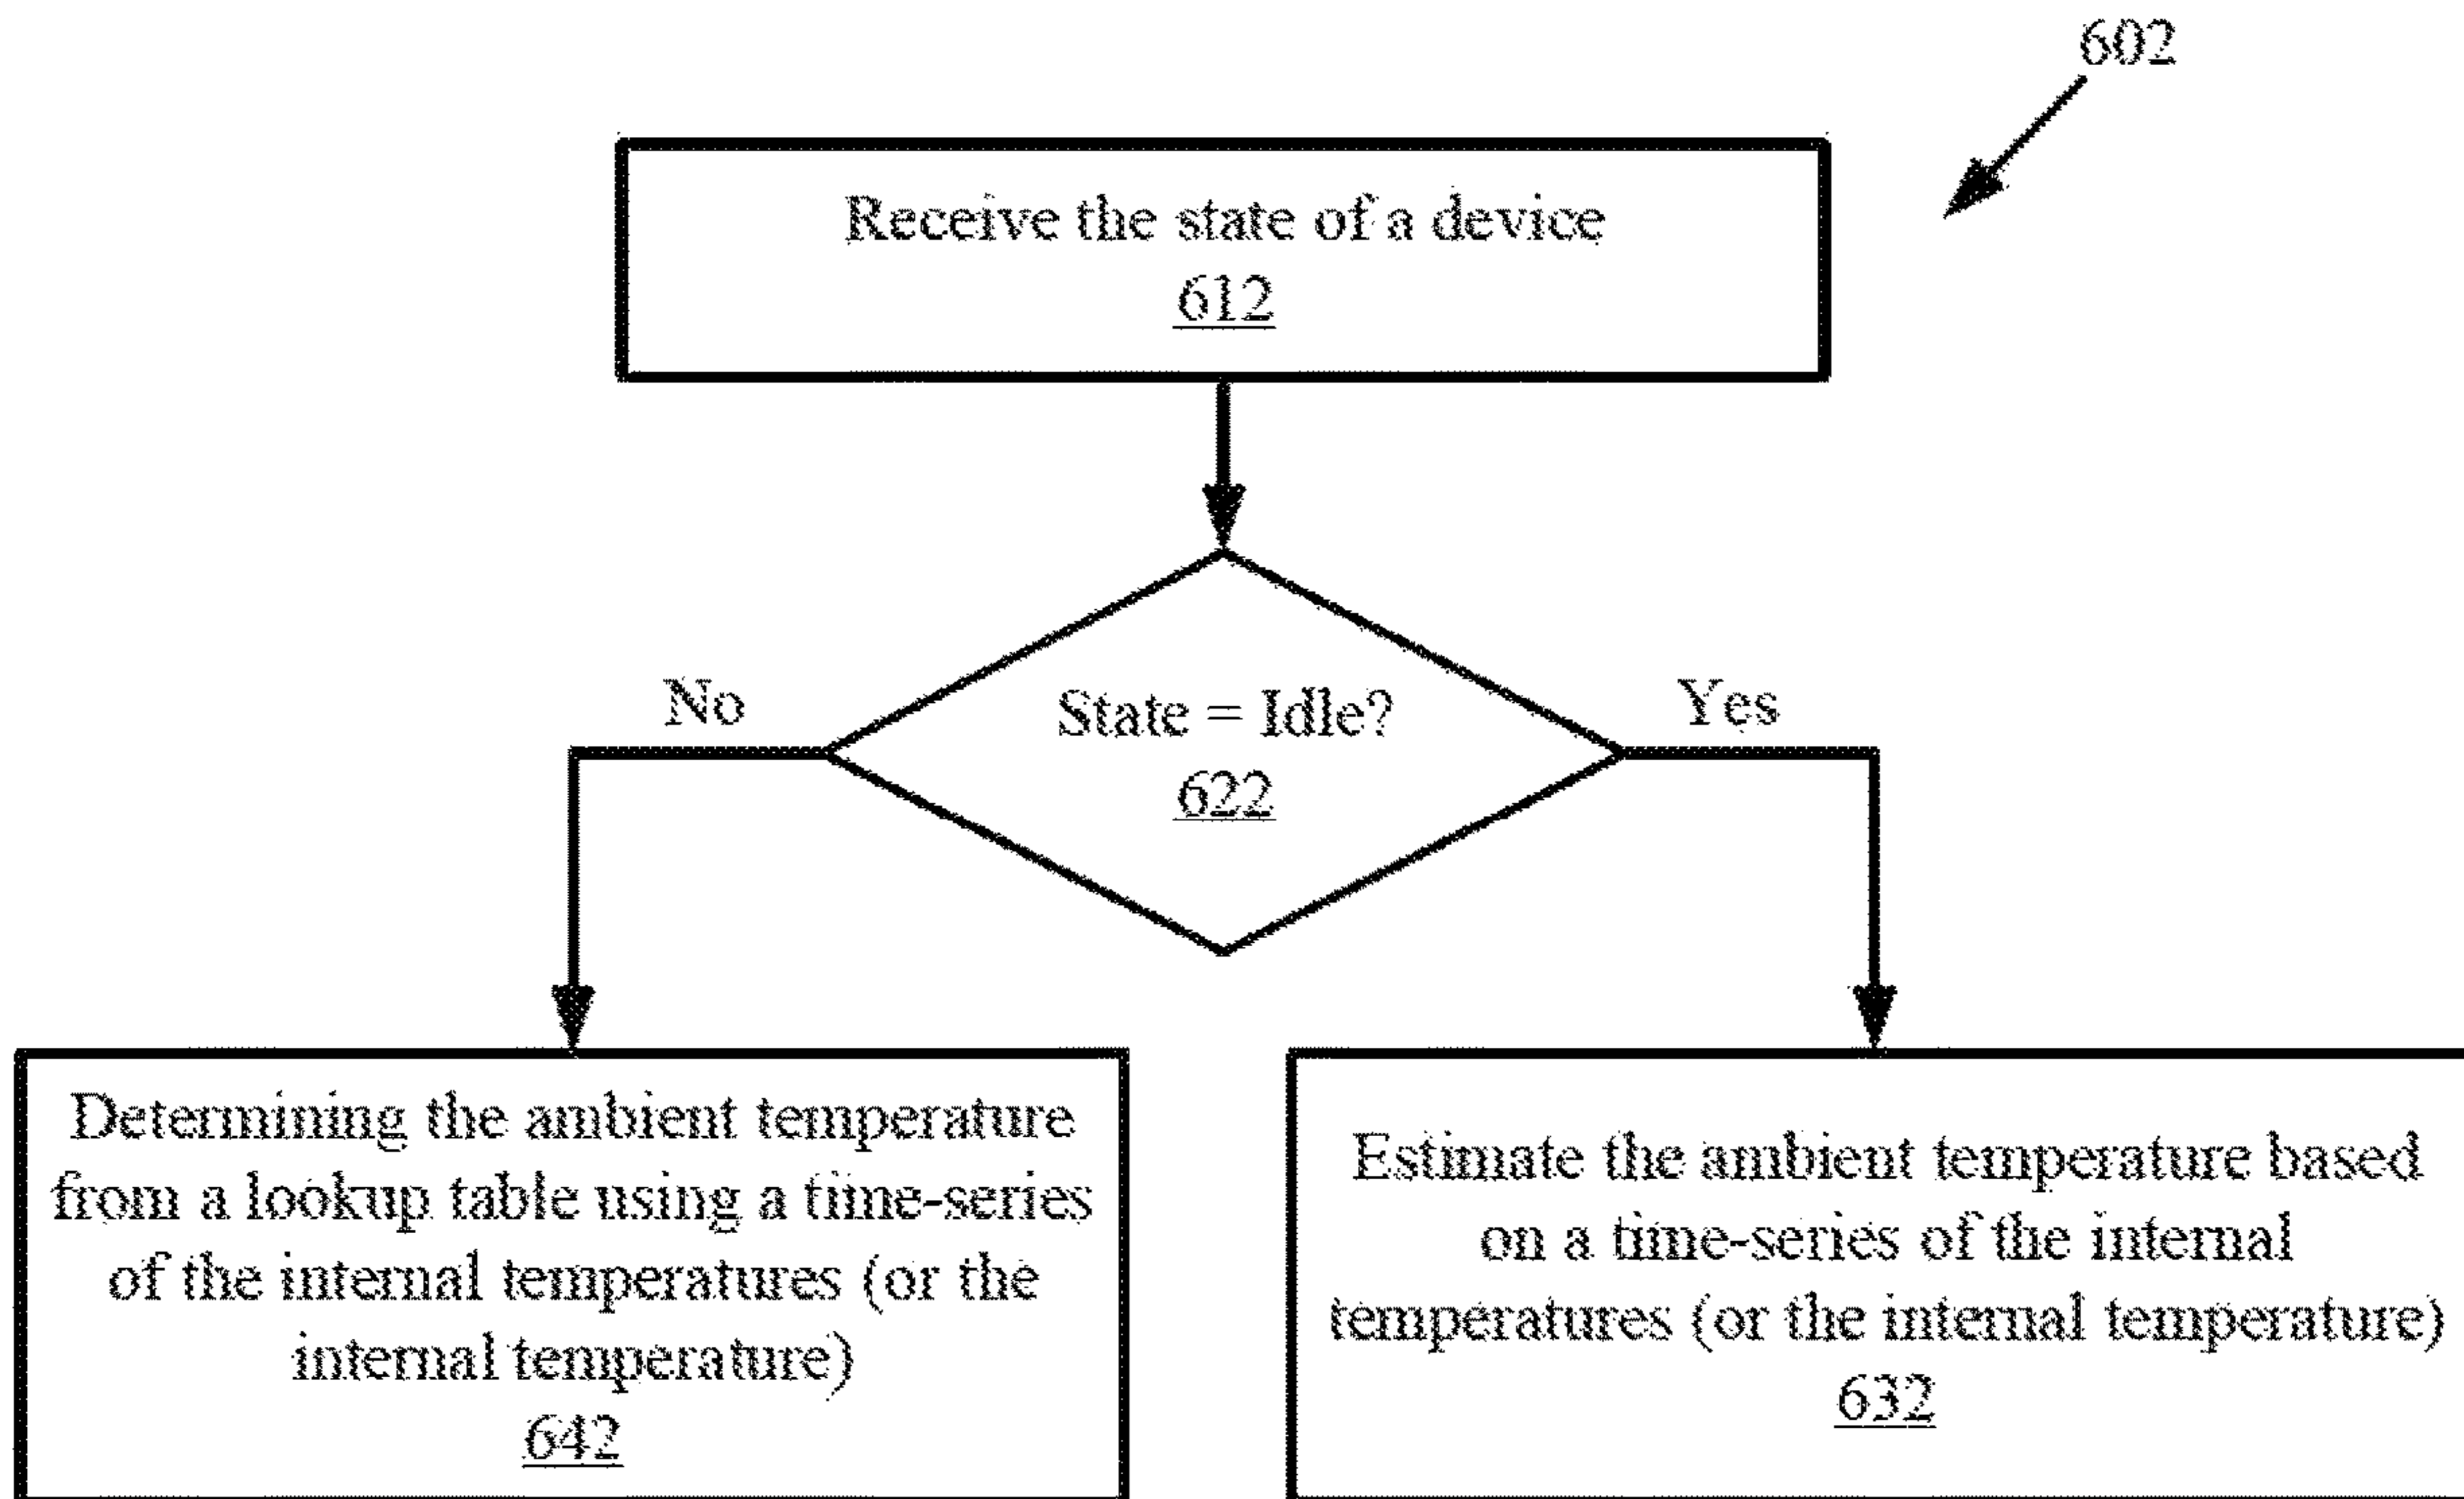 602
Receive the state of a device
612
State = Idle?
622
No
Yes
Determining the ambient temperature
from a lookup table using a time-series
of the internal temperatures (or the
internal temperature)
642
Estimate the ambient temperature based
on a time-series of the internal
temperatures (or the internal temperature)
632